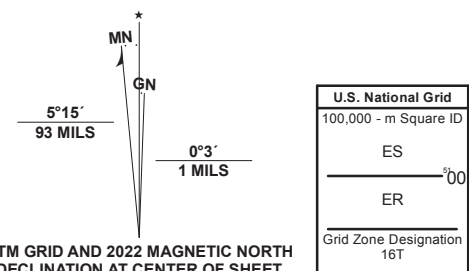 ★
MN
GN
5°15´
93 MILS
0°3´
1 MILS
TM GRID AND 2022 MAGNETIC NORTH
DECLINATION AT CENTER OF SHEET
U.S. National Grid
100,000 - m Square ID
ES
5100
ER
Grid Zone Designation
16T